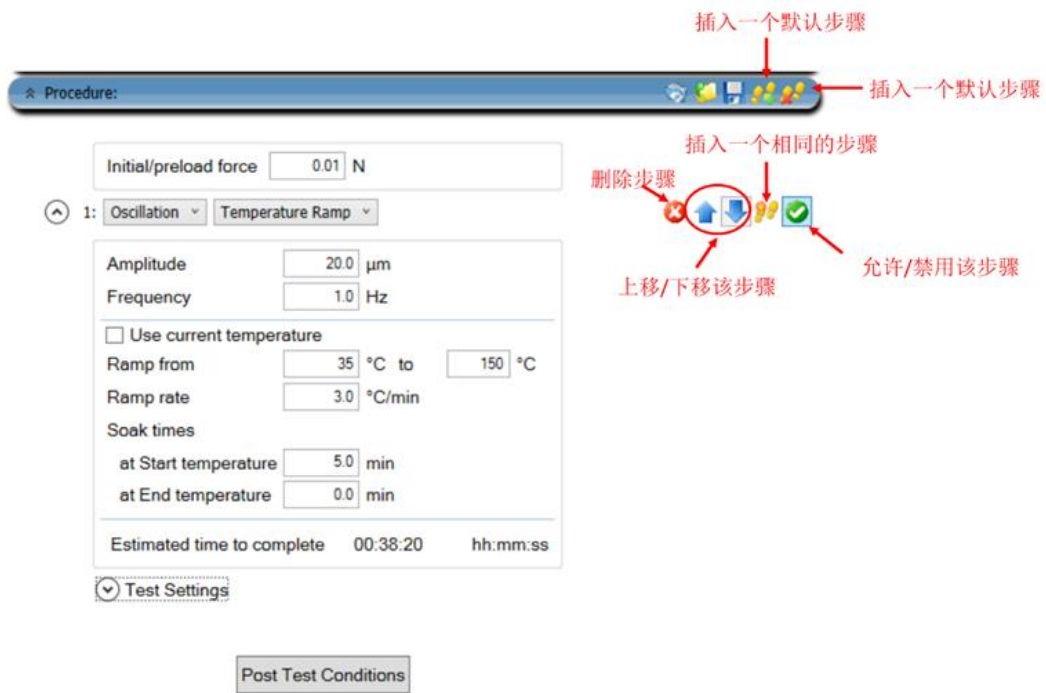 插入一个默认步骤
Procedure:
插入一个默认步骤
插入一个相同的步骤
Initial/preload force 0.01 N
删除步骤
1: Oscillation Temperature Ramp
允许/禁用该步骤
上移/下移该步骤
Amplitude 20.0 μm
Frequency 1.0 Hz
Use current temperature
Ramp from 35 °C to 150 °C
Ramp rate 3.0 °C/min
Soak times
at Start temperature 5.0 min
at End temperature 0.0 min
Estimated time to complete 00:38:20 hh:mm:ss
Test Settings
Post Test Conditions